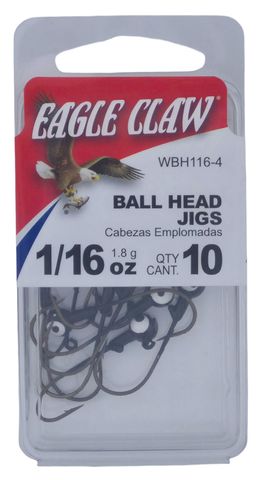 EAGLE CLAW
WBH116-4
BALL HEAD
JIGS
Cabezas Emplomadas
1/16 oz 1.8 g QTY CANT. 10